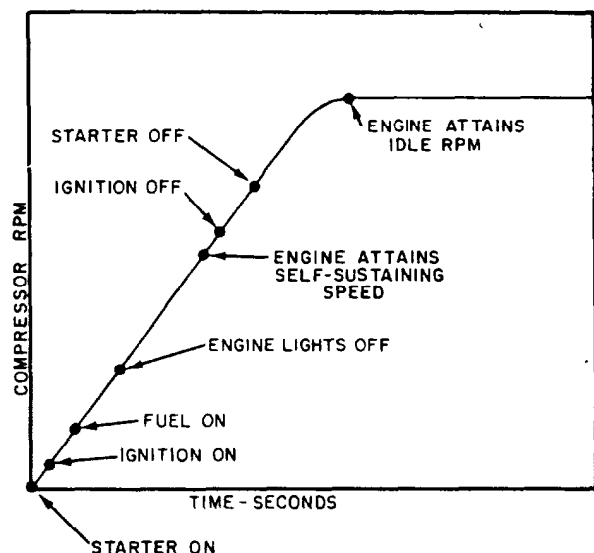 STARTER OFF
ENGINE ATTAINS
IDLE RPM
IGNITION OFF
ENGINE ATTAINS
SELF-SUSTAINING
SPEED
COMPRESSOR RPM
ENGINE LIGHTS OFF
FUEL ON
IGNITION ON
TIME-SECONDS
STARTER ON